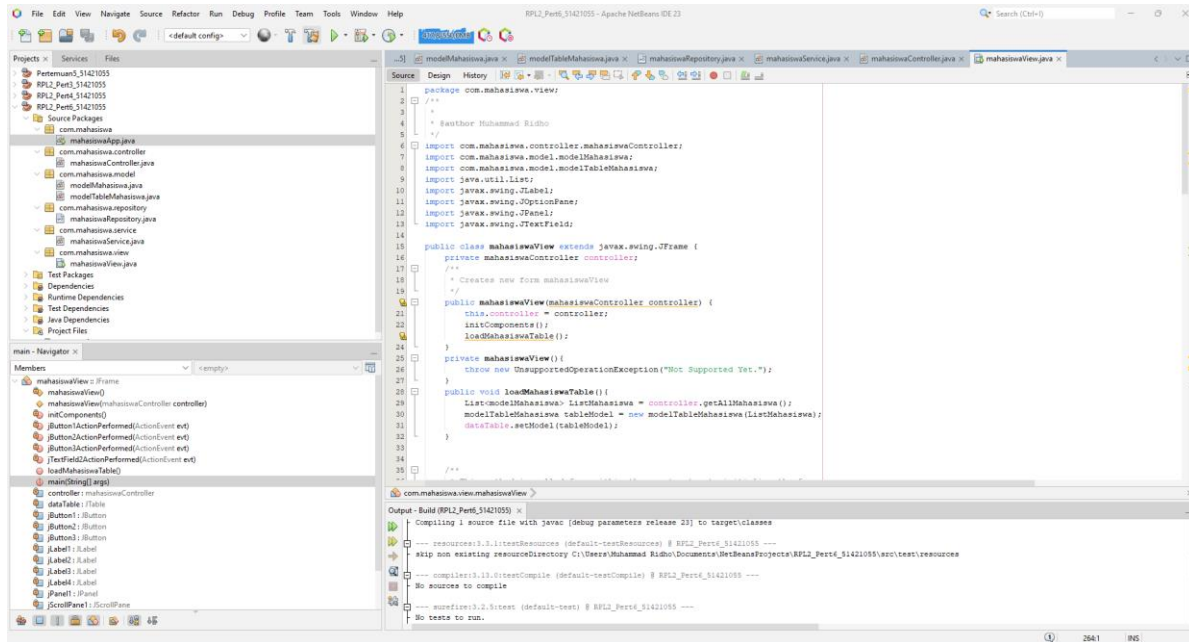 File Edit View Navigate Source Refactor Run Debug Profile Team Tools Window Help
RPL2_Pert6_51421055 - Apache NetBeans IDE 23
Search (Ctrl+I)
<default config>
Projects Services Files
Pertemuan5_51421055
RPL2_Pert3_51421055
RPL2_Pert4_51421055
RPL2_Pert6_51421055
Source Packages
com.mahasiswa
mahasiswaApp.java
com.mahasiswa.controller
mahasiswaController.java
com.mahasiswa.model
modelMahasiswa.java
modelTableMahasiswa.java
com.mahasiswa.repository
mahasiswaRepository.java
com.mahasiswa.service
mahasiswaService.java
com.mahasiswa.view
mahasiswaView.java
Test Packages
Dependencies
Runtime Dependencies
Test Dependencies
Java Dependencies
Project Files
main - Navigator
Members <empty>
mahasiswaView :: JFrame
mahasiswaView()
mahasiswaView(mahasiswaController controller)
initComponents()
jButton1ActionPerformed(ActionEvent evt)
jButton2ActionPerformed(ActionEvent evt)
jButton3ActionPerformed(ActionEvent evt)
jTextField2ActionPerformed(ActionEvent evt)
loadMahasiswaTable()
main(String[] args)
controller : mahasiswaController
dataTable : JTable
jButton1 : JButton
jButton2 : JButton
jButton3 : JButton
jLabel1 : JLabel
jLabel2 : JLabel
jLabel3 : JLabel
jLabel4 : JLabel
jPanel1 : JPanel
jScrollPane1 : JScrollPane
...5] modelMahasiswa.java modelTableMahasiswa.java mahasiswaRepository.java mahasiswaService.java mahasiswaController.java mahasiswaView.java
Source Design History
1 package com.mahasiswa.view;
2 /**
3 *
4 * @author Muhammad Ridho
5 */
6 import com.mahasiswa.controller.mahasiswaController;
7 import com.mahasiswa.model.modelMahasiswa;
8 import com.mahasiswa.model.modelTableMahasiswa;
9 import java.util.List;
10 import javax.swing.JLabel;
11 import javax.swing.JOptionPane;
12 import javax.swing.JPanel;
13 import javax.swing.JTextField;
14
15 public class mahasiswaView extends javax.swing.JFrame {
16 private mahasiswaController controller;
17 /**
18 * Creates new form mahasiswaView
19 */
public mahasiswaView(mahasiswaController controller) {
21 this.controller = controller;
22 initComponents();
loadMahasiswaTable();
24 }
25 private mahasiswaView(){
26 throw new UnsupportedOperationException("Not Supported Yet.");
27 }
28 public void loadMahasiswaTable(){
29 List<modelMahasiswa> ListMahasiswa = controller.getAllMahasiswa();
30 modelTableMahasiswa tableModel = new modelTableMahasiswa(ListMahasiswa);
31 dataTable.setModel(tableModel);
32 }
33
34
35 /**
com.mahasiswa.view.mahasiswaView
Output - Build (RPL2_Pert6_51421055)
Compiling 1 source file with javac [debug parameters release 23] to target\classes
--- resources:3.3.1:testResources (default-testResources) @ RPL2_Pert6_51421055 ---
skip non existing resourceDirectory C:\Users\Muhammad Ridho\Documents\NetBeansProjects\RPL2_Pert6_51421055\src\test\resources
--- compiler:3.13.0:testCompile (default-testCompile) @ RPL2_Pert6_51421055 ---
No sources to compile
--- surefire:3.2.5:test (default-test) @ RPL2_Pert6_51421055 ---
No tests to run.
264:1 INS